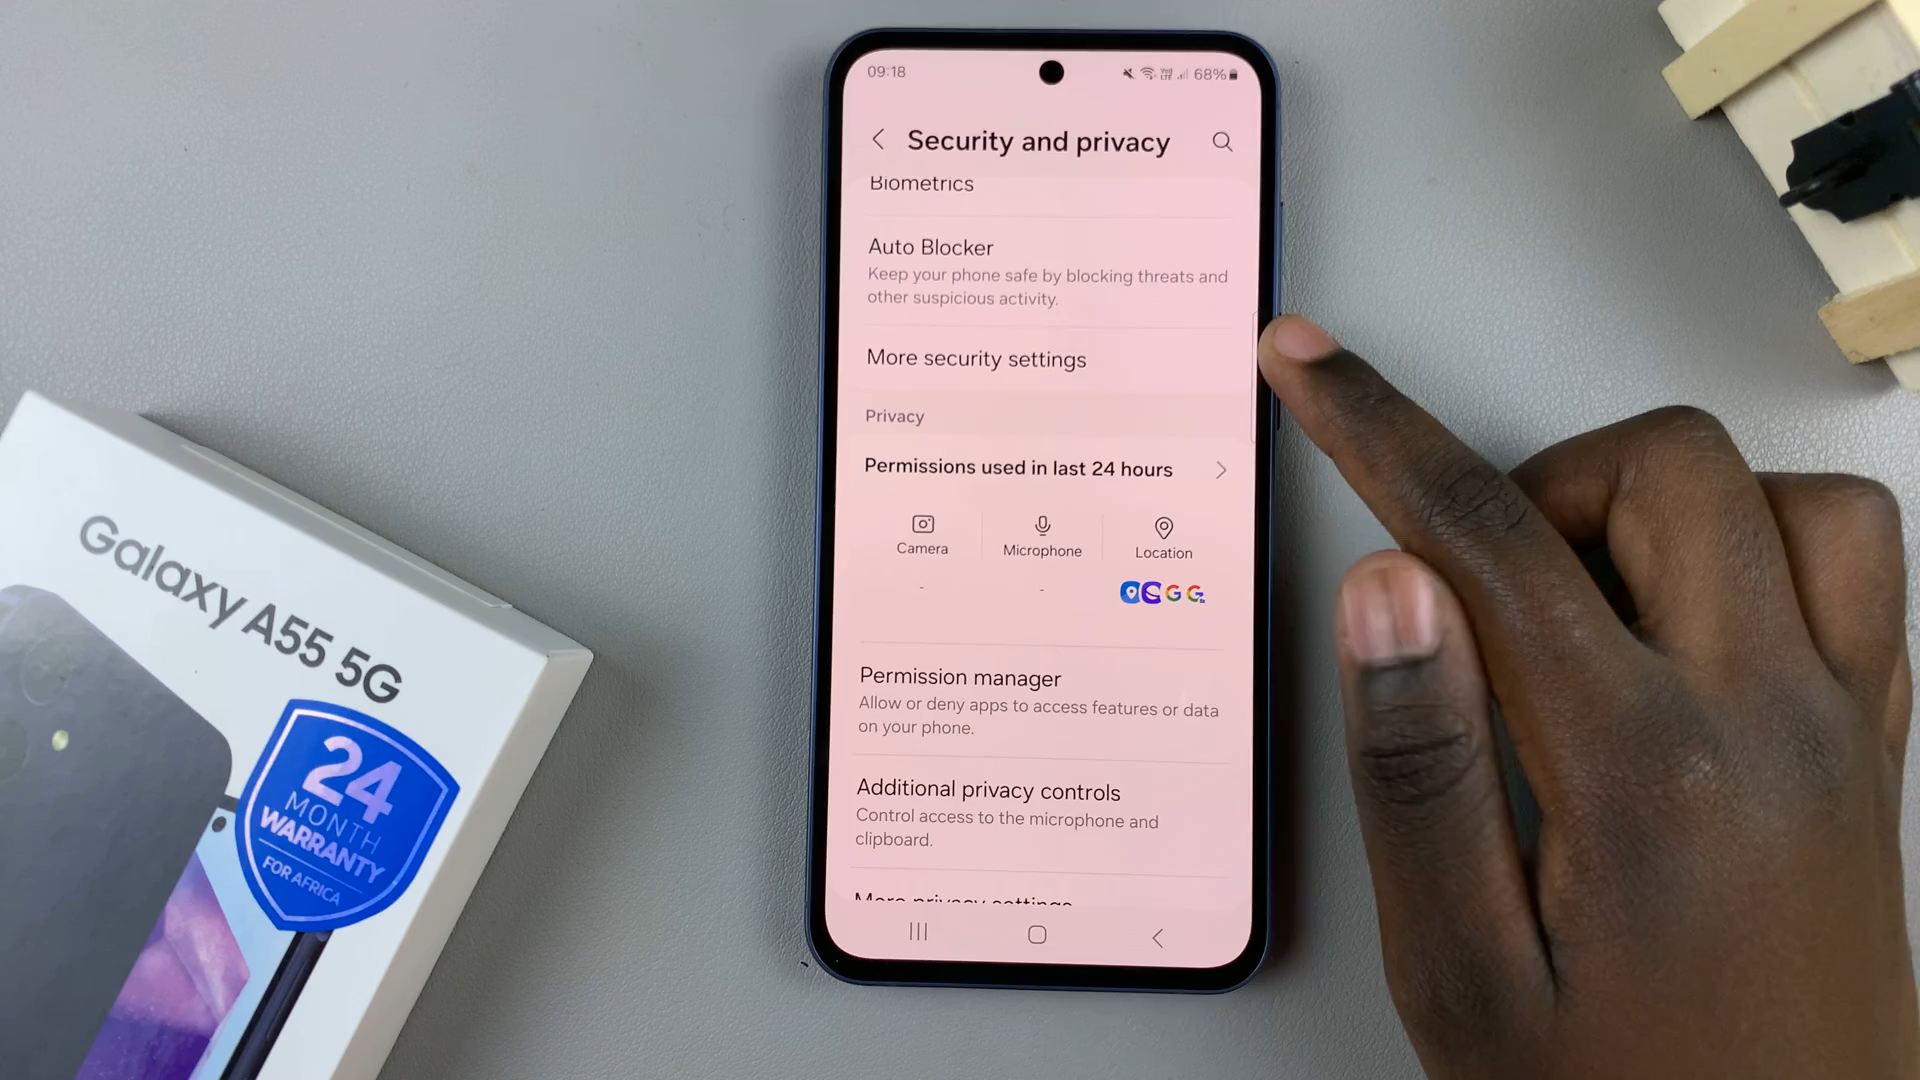 09:18
68%
Security and privacy
Biometrics
Auto Blocker
Keep your phone safe by blocking threats and
other suspicious activity.
More security settings
Privacy
Permissions used in last 24 hours
Camera
Microphone
Location
-
-
Permission manager
Allow or deny apps to access features or data
on your phone.
Additional privacy controls
Control access to the microphone and
clipboard.
More privacy settings
Galaxy A55 5G
24
MONTH
WARRANTY
FOR AFRICA